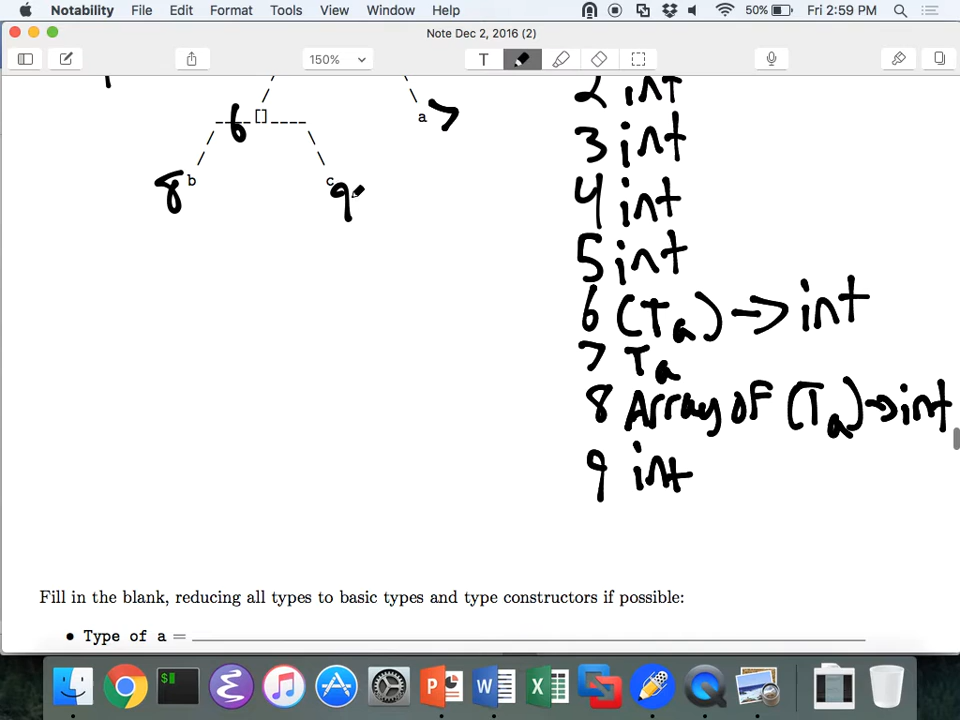 Notability File Edit Format Tools View Window Help 50% Fri 2:59 PM
Note Dec 2, 2016 (2)
150% T
2 int
6 [] a 7
3 int
8 b c 9
4 int
5 int
6 (Ta) -> int
7 Ta
8 Array of (Ta) -> int
9 int
Fill in the blank, reducing all types to basic types and type constructors if possible:
• Type of a =